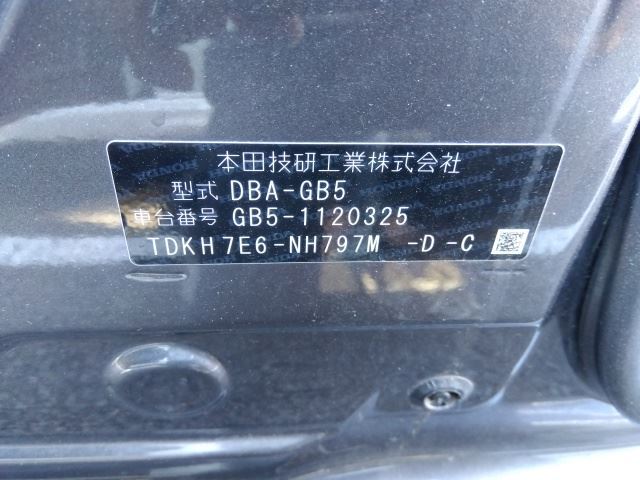 本田技研工業株式会社
型式 DBA-GB5
車台番号 GB5-1120325
TDKH7E6-NH797M -D -C